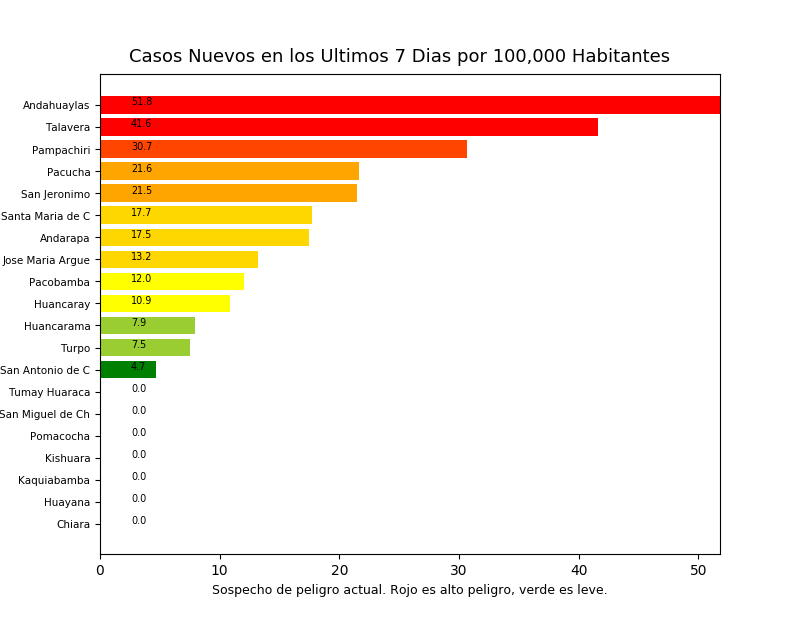 Casos Nuevos en los Ultimos 7 Dias por 100,000 Habitantes
Andahuaylas 51.8
Talavera 41.6
Pampachiri 30.7
Pacucha 21.6
San Jeronimo 21.5
Santa Maria de C 17.7
Andarapa 17.5
Jose Maria Argue 13.2
Pacobamba 12.0
Huancaray 10.9
Huancarama 7.9
Turpo 7.5
San Antonio de C 4.7
Tumay Huaraca 0.0
San Miguel de Ch 0.0
Pomacocha 0.0
Kishuara 0.0
Kaquiabamba 0.0
Huayana 0.0
Chiara 0.0
0 10 20 30 40 50
Sospecho de peligro actual. Rojo es alto peligro, verde es leve.